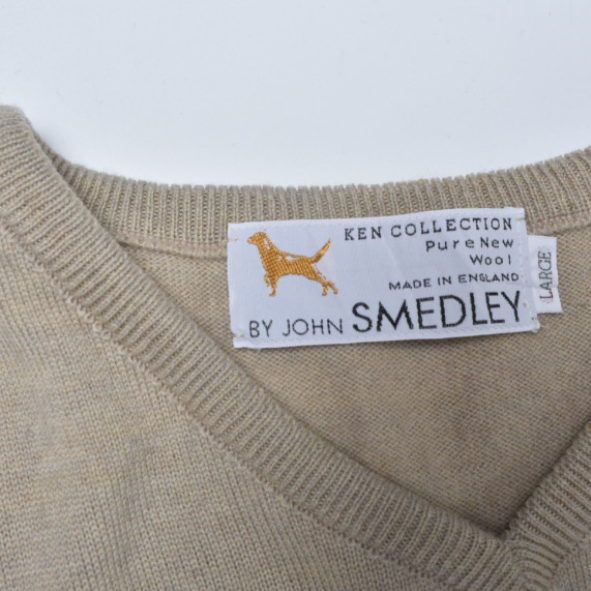 KEN COLLECTION
Pure New
Wool
MADE IN ENGLAND
BY JOHN SMEDLEY
LARGE